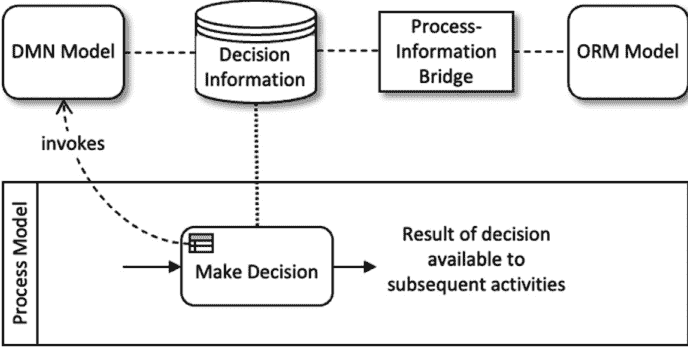 DMN Model
Decision
Information
Process-
Information
Bridge
ORM Model
invokes
Process Model
Make Decision
Result of decision
available to
subsequent activities